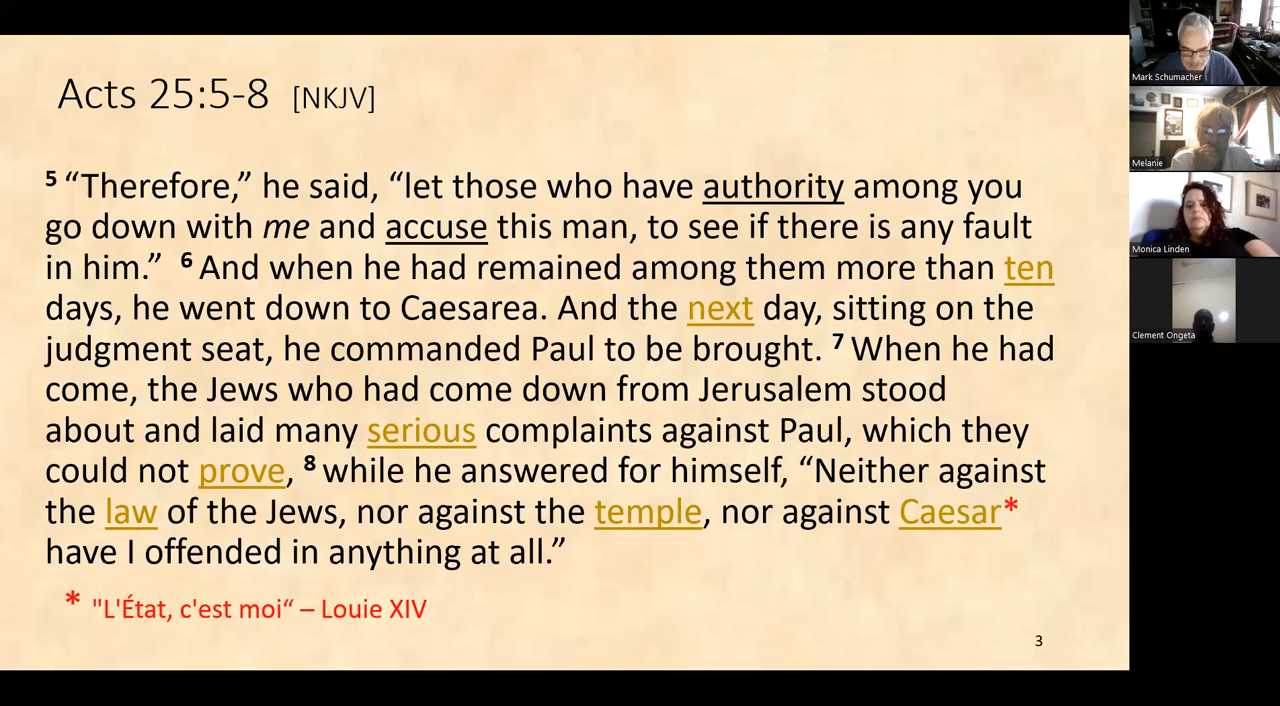 Acts 25:5-8 [NKJV]
5 “Therefore,” he said, “let those who have authority among you
go down with me and accuse this man, to see if there is any fault
in him.” 6 And when he had remained among them more than ten
days, he went down to Caesarea. And the next day, sitting on the
judgment seat, he commanded Paul to be brought. 7 When he had
come, the Jews who had come down from Jerusalem stood
about and laid many serious complaints against Paul, which they
could not prove, 8 while he answered for himself, “Neither against
the law of the Jews, nor against the temple, nor against Caesar*
have I offended in anything at all.”
* "L'État, c'est moi“ – Louie XIV
3
Mark Schumacher
Melanie
Monica Linden
Clement Ongeta